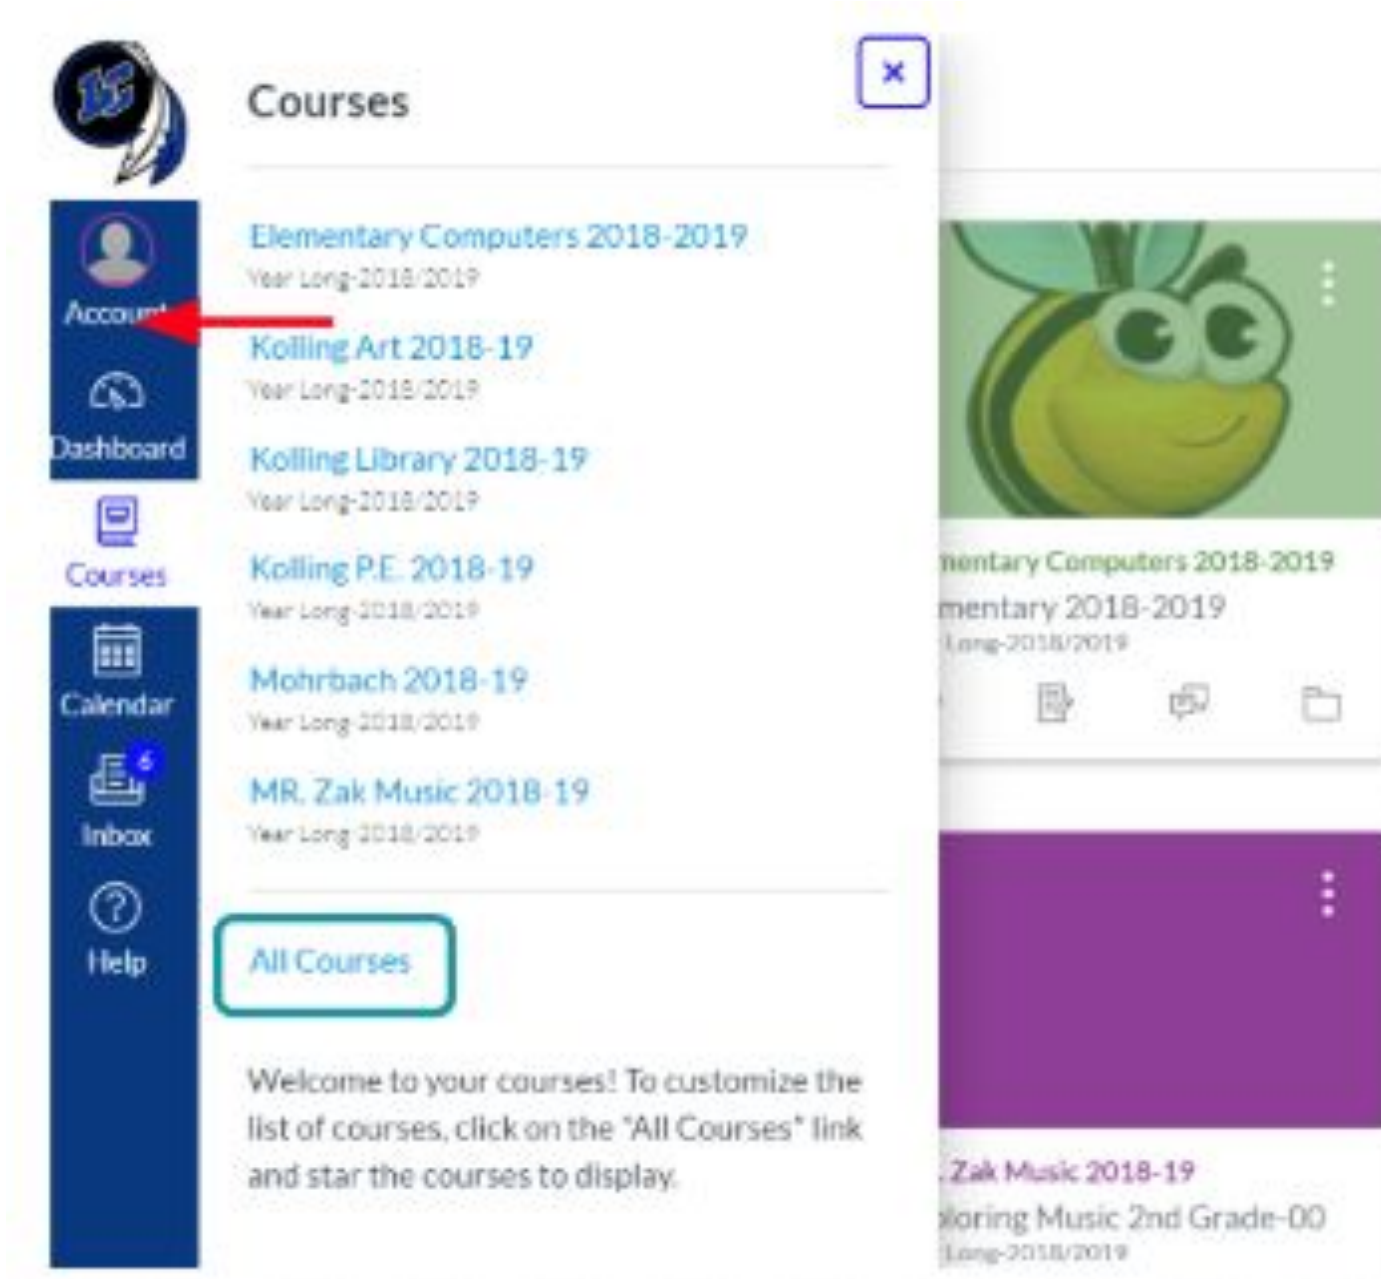 LC
Courses
×
Account
Dashboard
Courses
Calendar
6
Inbox
Help
Elementary Computers 2018-2019
Year Long-2018/2019
Kolling Art 2018-19
Year Long-2018/2019
Kolling Library 2018-19
Year Long-2018/2019
Kolling P.E. 2018-19
Year Long-2018/2019
Mohrbach 2018-19
Year Long-2018/2019
MR. Zak Music 2018-19
Year Long-2018/2019
All Courses
Welcome to your courses! To customize the
list of courses, click on the "All Courses" link
and star the courses to display.
mentary Computers 2018-2019
mentary 2018-2019
Long-2018/2019
. Zak Music 2018-19
loring Music 2nd Grade-00
Long-2018/2019